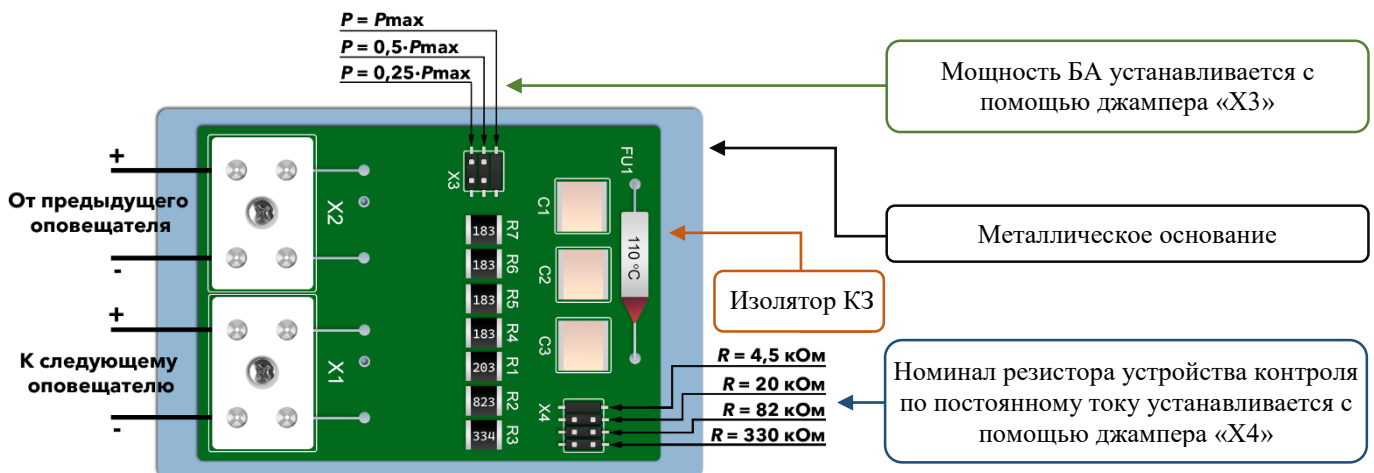 P = Pmax
P = 0,5·Pmax
P = 0,25·Pmax
Мощность БА устанавливается с
помощью джампера «Х3»
+
От предыдущего
оповещателя
-
X2
X3
FU1
C1
110 °C
Металлическое основание
183
R7
183
R6
C2
183
R5
Изолятор КЗ
+
К следующему
оповещателю
-
X1
183
R4
C3
203
R1
823
R2
334
R3
X4
R = 4,5 кОм
R = 20 кОм
R = 82 кОм
R = 330 кОм
Номинал резистора устройства контроля
по постоянному току устанавливается с
помощью джампера «Х4»